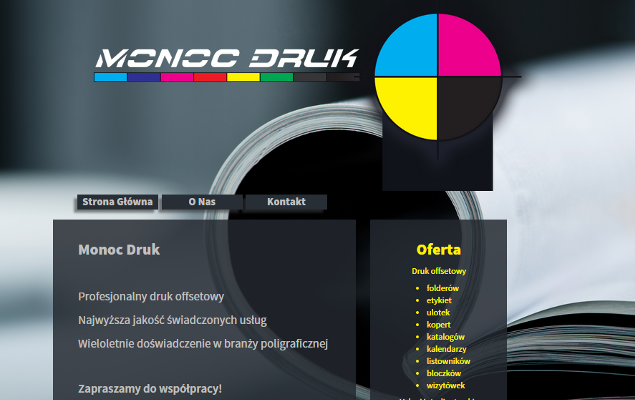 MONOC DRUK
Strona Główna
O Nas
Kontakt
Monoc Druk
Profesjonalny druk offsetowy
Najwyższa jakość świadczonych usług
Wieloletnie doświadczenie w branży poligraficznej
Zapraszamy do współpracy!
Oferta
Druk offsetowy
folderów
etykiet
ulotek
kopert
katalogów
kalendarzy
listowników
bloczków
wizytówek